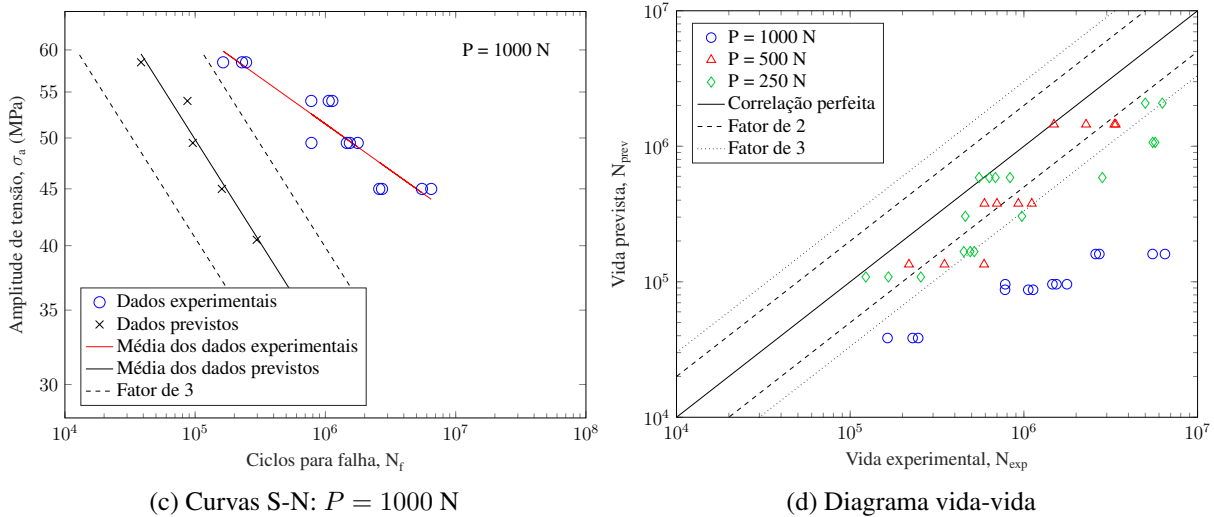 60
55
50
45
40
35
30
10^4
10^5
10^6
10^7
10^8
Amplitude de tensão, σ_a (MPa)
Ciclos para falha, N_f
P = 1000 N
Dados experimentais
Dados previstos
Média dos dados experimentais
Média dos dados previstos
Fator de 3
(c) Curvas S-N: P = 1000 N
10^7
10^6
10^5
10^4
10^4
10^5
10^6
10^7
Vida prevista, N_prev
Vida experimental, N_exp
P = 1000 N
P = 500 N
P = 250 N
Correlação perfeita
Fator de 2
Fator de 3
(d) Diagrama vida-vida